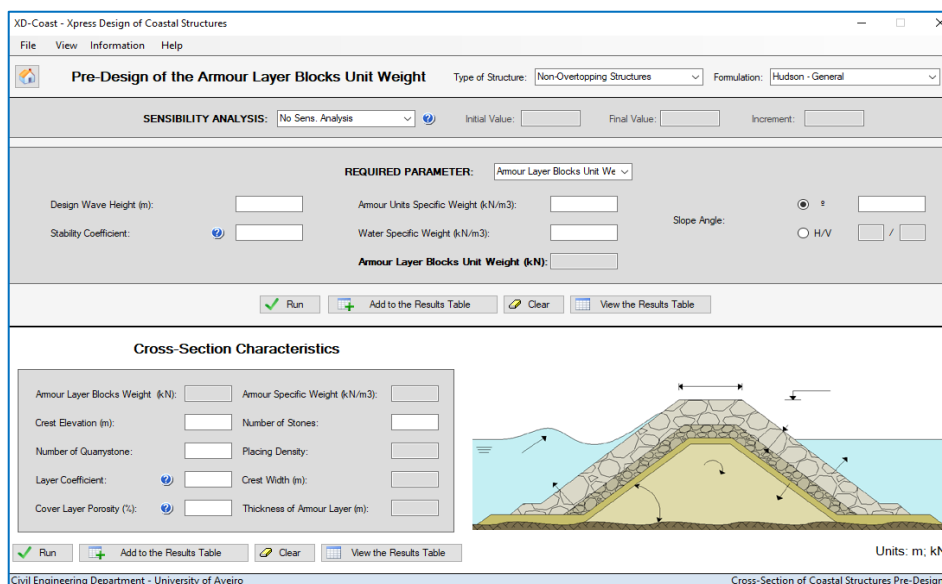 XD-Coast - Xpress Design of Coastal Structures
File View Information Help
Pre-Design of the Armour Layer Blocks Unit Weight Type of Structure: Non-Overtopping Structures Formulation: Hudson - General
SENSIBILITY ANALYSIS: No Sens. Analysis Initial Value: Final Value: Increment:
REQUIRED PARAMETER: Armour Layer Blocks Unit We
Design Wave Height (m): Armour Units Specific Weight (kN/m3): º
Slope Angle:
Stability Coefficient: Water Specific Weight (kN/m3): H/V /
Armour Layer Blocks Unit Weight (kN):
Run Add to the Results Table Clear View the Results Table
Cross-Section Characteristics
Armour Layer Blocks Weight (kN): Armour Specific Weight (kN/m3):
Crest Elevation (m): Number of Stones:
Number of Quarrystone: Placing Density:
Layer Coefficient: Crest Width (m):
Cover Layer Porosity (%): Thickness of Armour Layer (m):
Run Add to the Results Table Clear View the Results Table
Units: m; kN
Civil Engineering Department - University of Aveiro Cross-Section of Coastal Structures Pre-Design